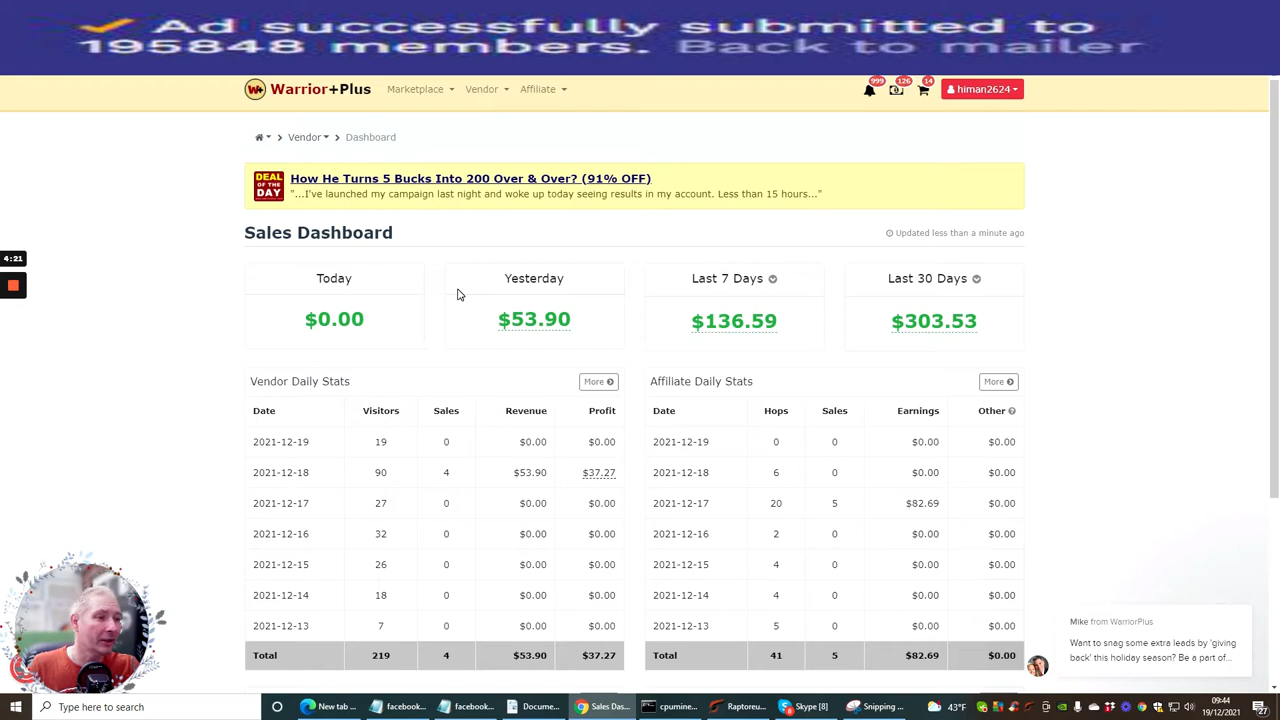 ✓ Ad successfully submitted to
195848 members. Back to mailer
W+ Warrior+Plus Marketplace Vendor Affiliate 999 126 14 himan2624
Vendor Dashboard
DEAL OF THE DAY
How He Turns 5 Bucks Into 200 Over & Over? (91% OFF)
"...I've launched my campaign last night and woke up today seeing results in my account. Less than 15 hours..."
Sales Dashboard Updated less than a minute ago
4:21
Today Yesterday Last 7 Days Last 30 Days
$0.00 $53.90 $136.59 $303.53
Vendor Daily Stats More Affiliate Daily Stats More
Date Visitors Sales Revenue Profit Date Hops Sales Earnings Other
2021-12-19 19 0 $0.00 $0.00 2021-12-19 0 0 $0.00 $0.00
2021-12-18 90 4 $53.90 $37.27 2021-12-18 6 0 $0.00 $0.00
2021-12-17 27 0 $0.00 $0.00 2021-12-17 20 5 $82.69 $0.00
2021-12-16 32 0 $0.00 $0.00 2021-12-16 2 0 $0.00 $0.00
2021-12-15 26 0 $0.00 $0.00 2021-12-15 4 0 $0.00 $0.00
2021-12-14 18 0 $0.00 $0.00 2021-12-14 4 0 $0.00 $0.00
2021-12-13 7 0 $0.00 $0.00 2021-12-13 5 0 $0.00 $0.00
Total 219 4 $53.90 $37.27 Total 41 5 $82.69 $0.00
Mike from WarriorPlus
Want to snag some extra leads by 'giving
back' this holiday season? Be a part of...
Type here to search New tab ... facebook... facebook... Docume... Sales Das... cpumine... Raptoreu... Skype [8] Snipping ... 43°F 09:44
19/12/2021